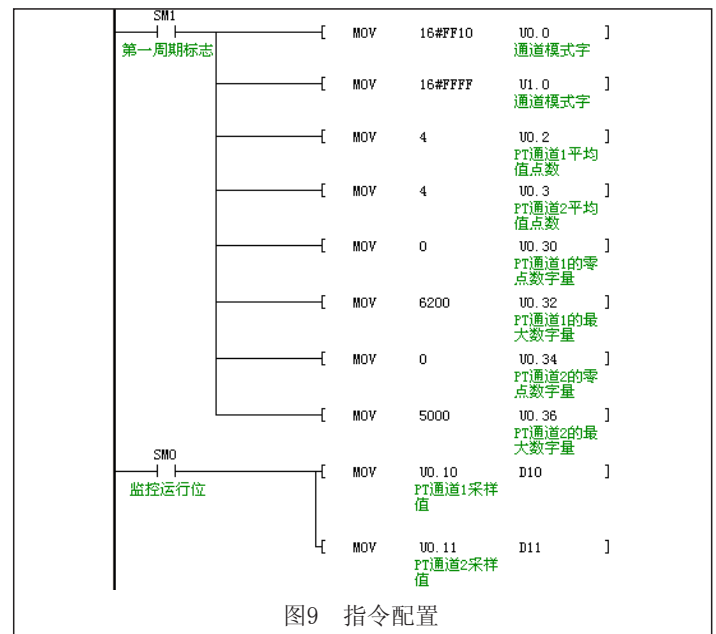 SM1
[ MOV 16#FF10 U0.0 ]
第一周期标志
通道模式字
[ MOV 16#FFFF U1.0 ]
通道模式字
[ MOV 4 U0.2 ]
PT通道1平均
值点数
[ MOV 4 U0.3 ]
PT通道2平均
值点数
[ MOV 0 U0.30 ]
PT通道1的零
点数字量
[ MOV 6200 U0.32 ]
PT通道1的最
大数字量
[ MOV 0 U0.34 ]
PT通道2的零
点数字量
[ MOV 5000 U0.36 ]
PT通道2的最
大数字量
SM0
[ MOV U0.10 D10 ]
监控运行位
PT通道1采样
值
[ MOV U0.11 D11 ]
PT通道2采样
值
图9 指令配置